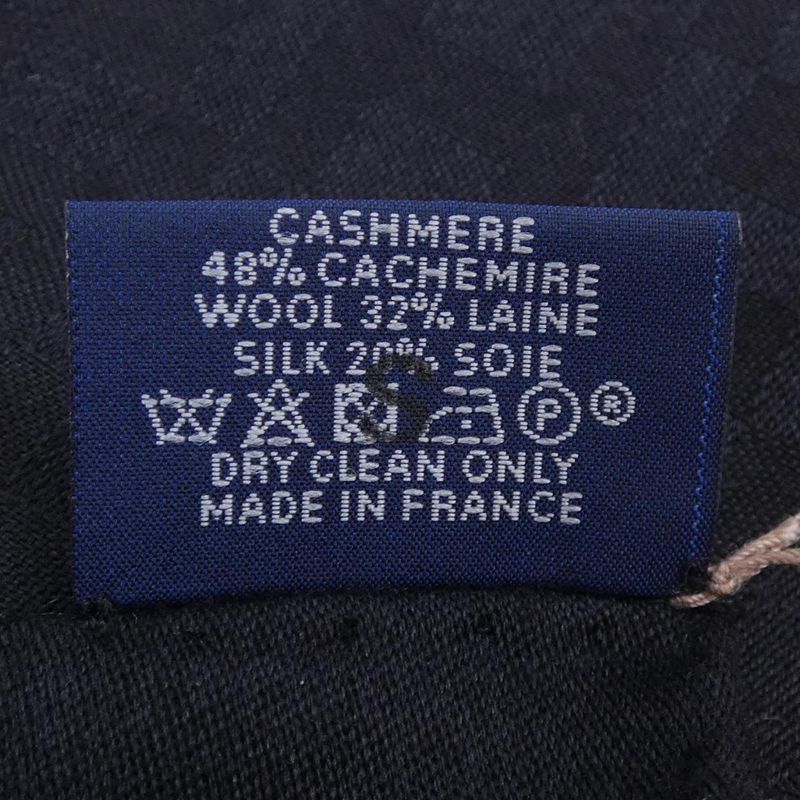 CASHMERE
48% CACHEMIRE
WOOL 32% LAINE
SILK 20% SOIE
S
P ®
DRY CLEAN ONLY
MADE IN FRANCE